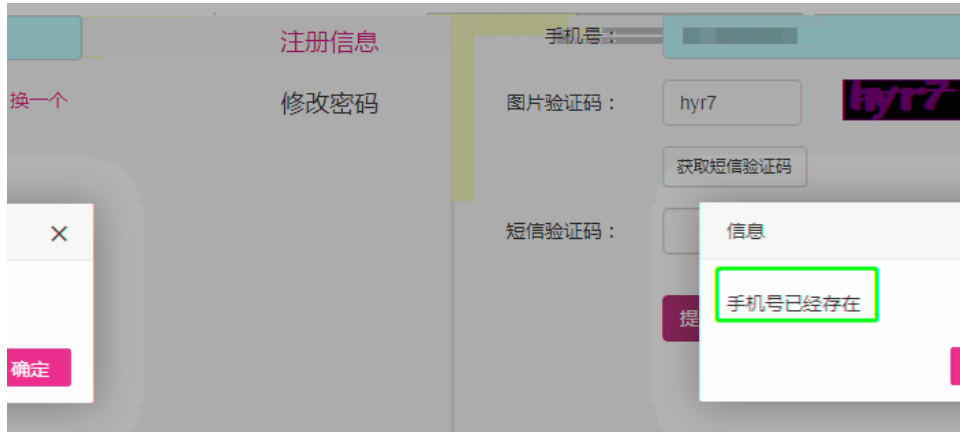 换一个
×
确定
注册信息
修改密码
手机号：
图片验证码：
hyr7
hyr7
获取短信验证码
短信验证码：
提
信息
手机号已经存在